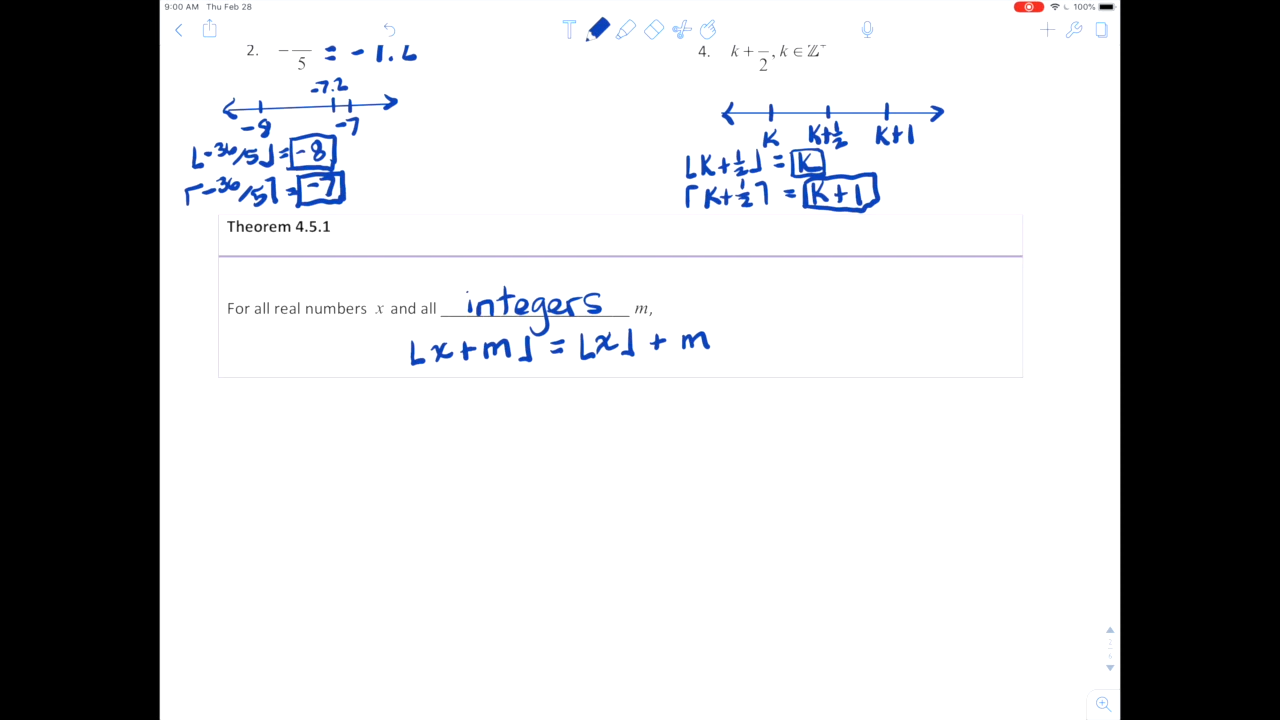 9:00 AM Thu Feb 28
100%
T
2. − 5 = -7.2
-7.2
-8 -7
⌊-36/5⌋ = -8
⌈-36/5⌉ = -7
4. k + 2 , k ∈ ℤ⁺
K K+½ K+1
⌊K+½⌋ = K
⌈K+½⌉ = K+1
Theorem 4.5.1
For all real numbers x and all integers m,
⌊x+m⌋ = ⌊x⌋ + m